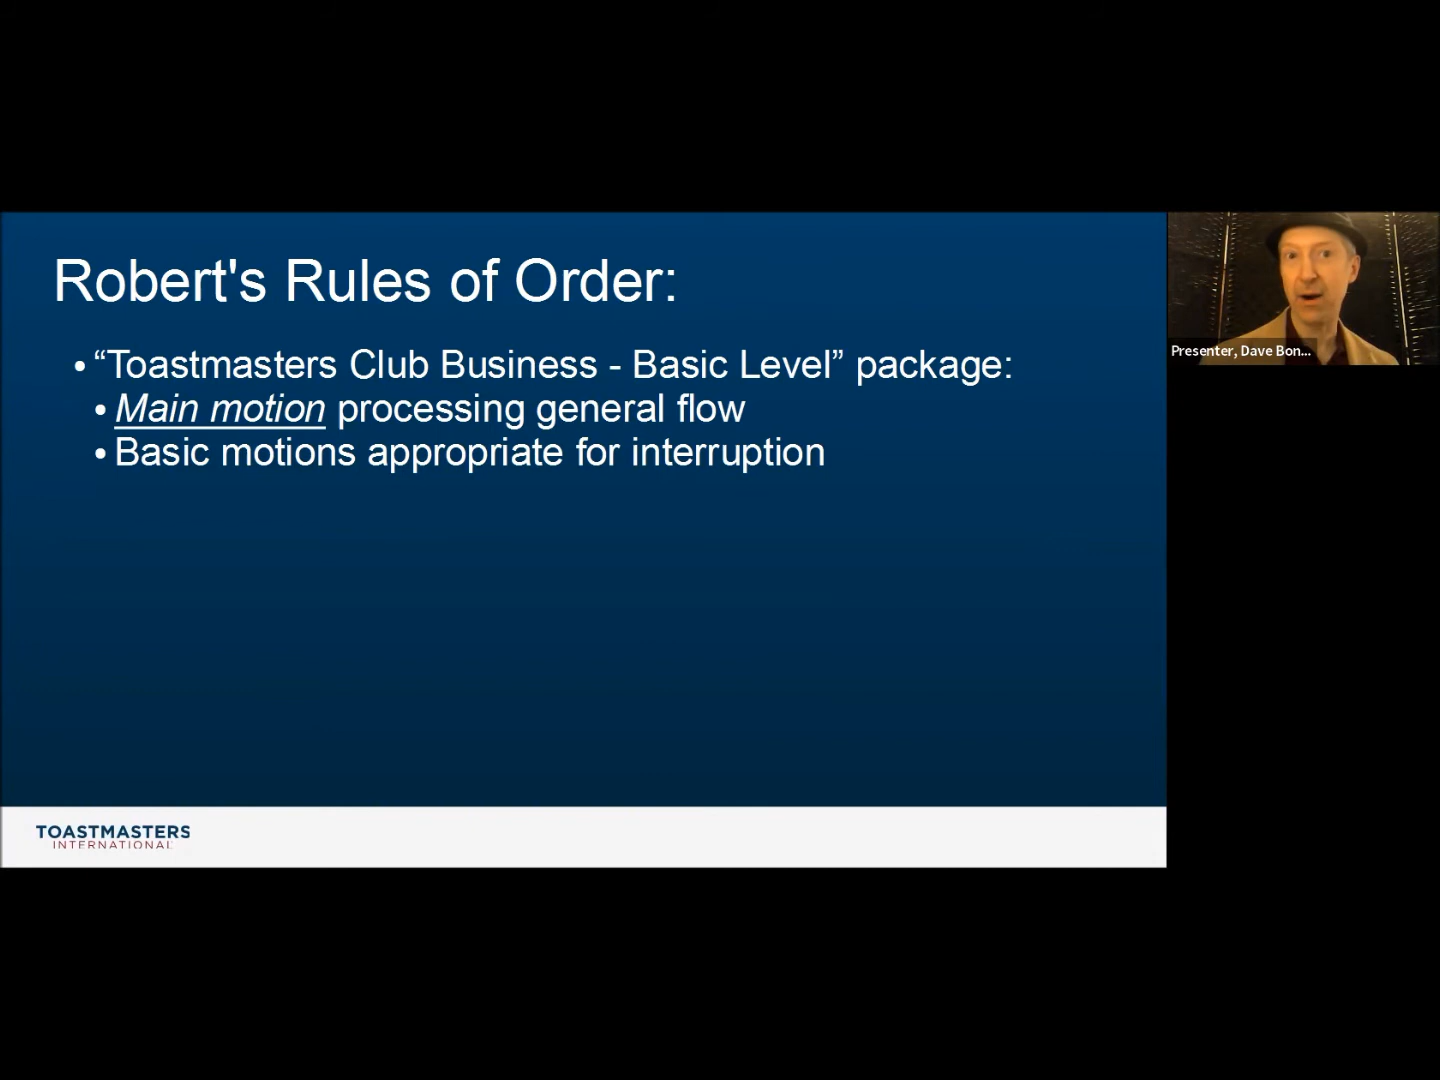 Robert's Rules of Order:
• “Toastmasters Club Business - Basic Level” package:
• Main motion processing general flow
• Basic motions appropriate for interruption
Presenter, Dave Bon...
TOASTMASTERS
INTERNATIONAL